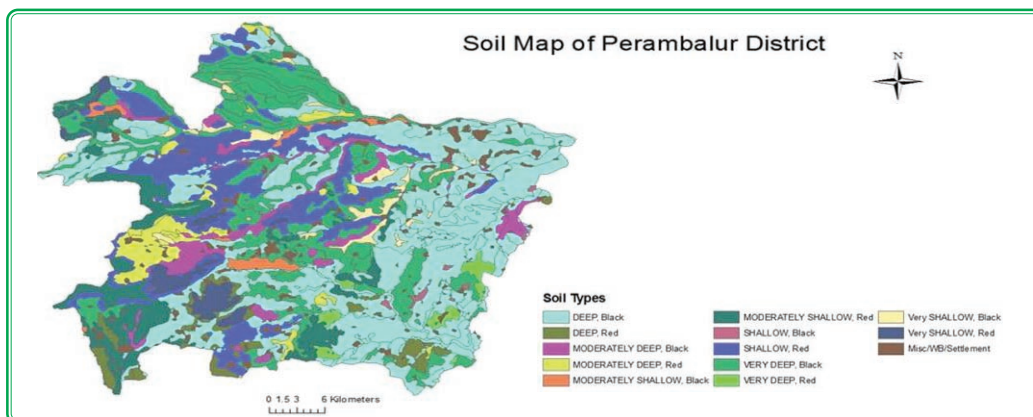 Soil Map of Perambalur District
N
Soil Types
DEEP, Black
DEEP, Red
MODERATELY DEEP, Black
MODERATELY DEEP, Red
MODERATELY SHALLOW, Black
MODERATELY SHALLOW, Red
SHALLOW, Black
SHALLOW, Red
VERY DEEP, Black
VERY DEEP, Red
Very SHALLOW, Black
Very SHALLOW, Red
Misc/WB/Settlement
0 1.5 3 6 Kilometers